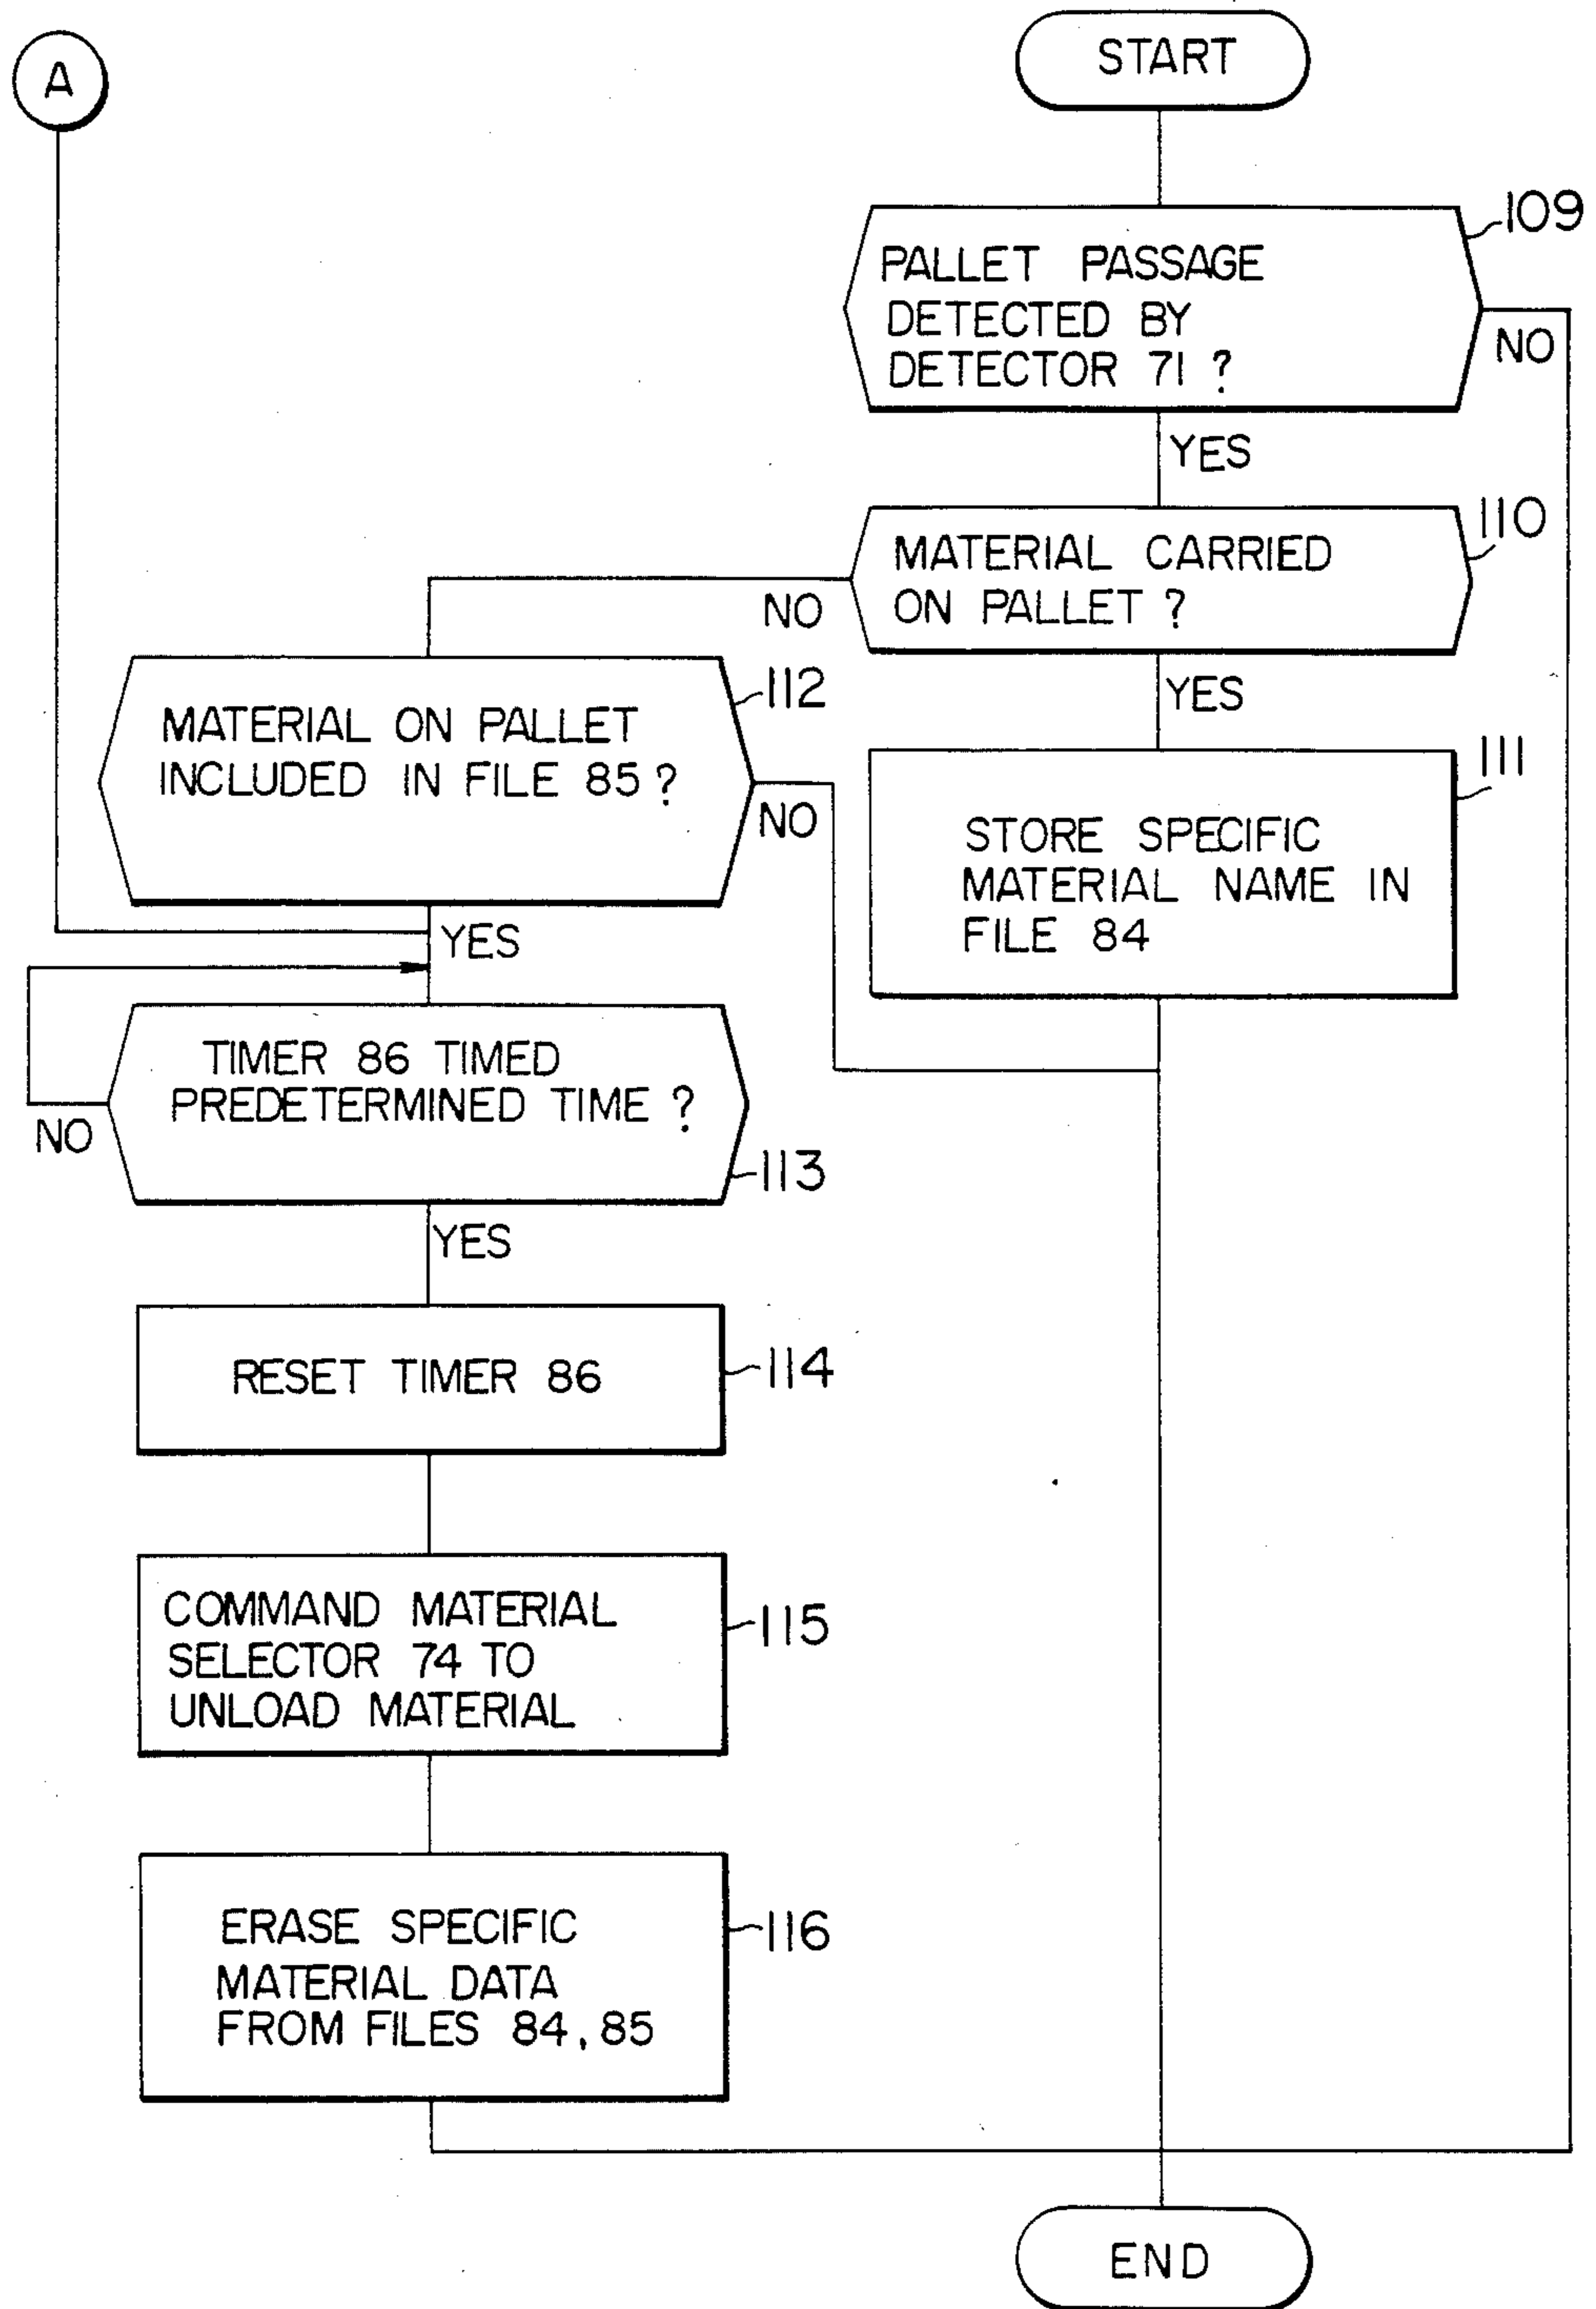 A
START
109
PALLET PASSAGE
DETECTED BY
DETECTOR 71 ?
NO
YES
110
MATERIAL CARRIED
ON PALLET ?
NO
YES
112
MATERIAL ON PALLET
INCLUDED IN FILE 85 ?
NO
YES
111
STORE SPECIFIC
MATERIAL NAME IN
FILE 84
TIMER 86 TIMED
PREDETERMINED TIME ?
NO
113
YES
RESET TIMER 86
114
COMMAND MATERIAL
SELECTOR 74 TO
UNLOAD MATERIAL
115
ERASE SPECIFIC
MATERIAL DATA
FROM FILES 84, 85
116
END